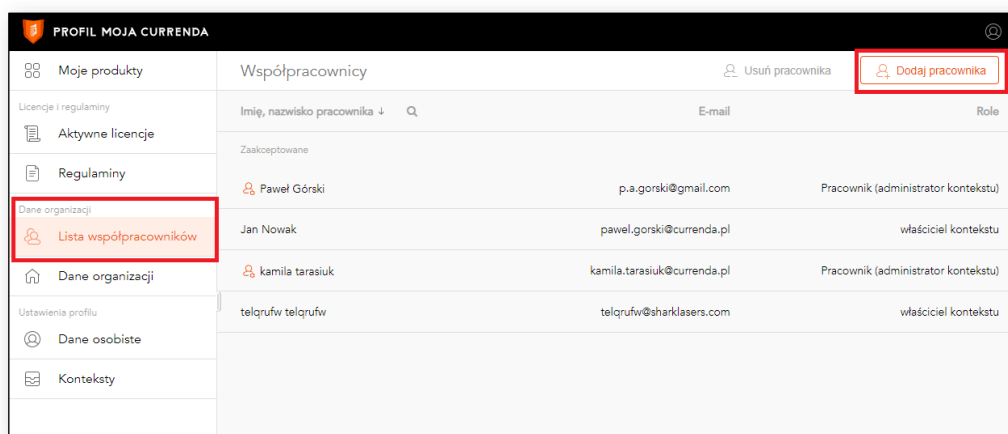 PROFIL MOJA CURRENDA
Moje produkty
Licencje i regulaminy
Aktywne licencje
Regulaminy
Dane organizacji
Lista współpracowników
Dane organizacji
Ustawienia profilu
Dane osobiste
Konteksty
Współpracownicy Usuń pracownika Dodaj pracownika
Imię, nazwisko pracownika ↓ E-mail Role
Zaakceptowane
Paweł Górski p.a.gorski@gmail.com Pracownik (administrator kontekstu)
Jan Nowak pawel.gorski@currenda.pl właściciel kontekstu
kamila tarasiuk kamila.tarasiuk@currenda.pl Pracownik (administrator kontekstu)
telqrufw telqrufw telqrufw@sharklasers.com właściciel kontekstu